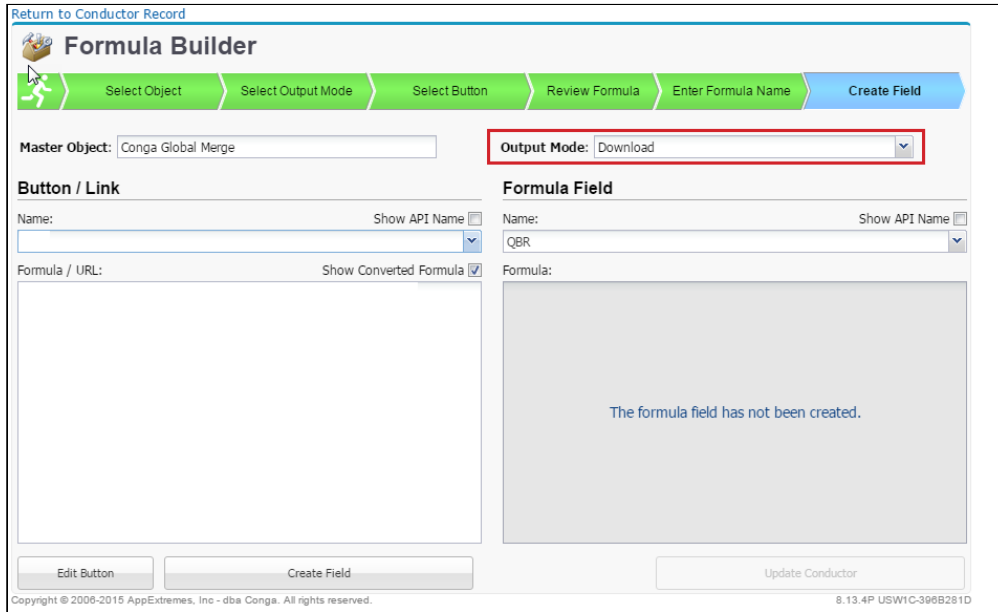 Return to Conductor Record
Formula Builder
Select Object Select Output Mode Select Button Review Formula Enter Formula Name Create Field
Master Object: Conga Global Merge Output Mode: Download
Button / Link Formula Field
Name: Show API Name Name: Show API Name
QBR
Formula / URL: Show Converted Formula Formula:
The formula field has not been created.
Edit Button Create Field Update Conductor
Copyright © 2006-2015 AppExtremes, Inc - dba Conga. All rights reserved. 8.13.4P USW1C-396B281D